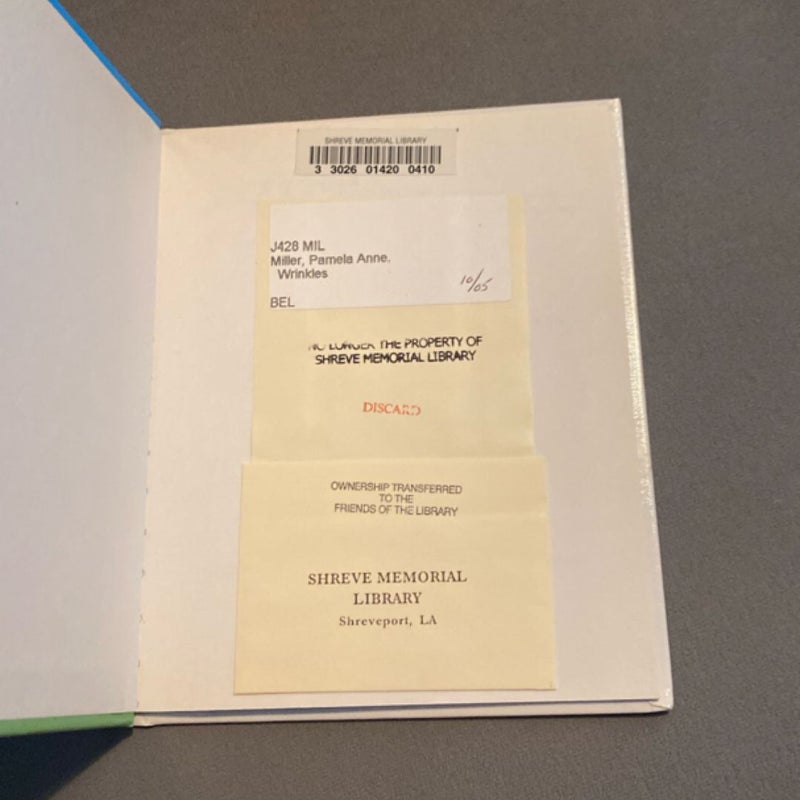 SHREVE MEMORIAL LIBRARY
3 3026 01420 0410
J428 MIL
Miller, Pamela Anne.
Wrinkles
10/05
BEL
NO LONGER THE PROPERTY OF
SHREVE MEMORIAL LIBRARY
DISCARD
OWNERSHIP TRANSFERRED
TO THE
FRIENDS OF THE LIBRARY
SHREVE MEMORIAL
LIBRARY
Shreveport, LA